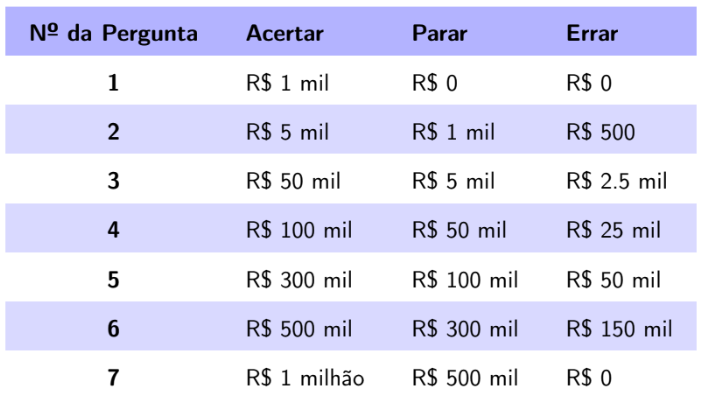 Nº da Pergunta Acertar Parar Errar
1 R$ 1 mil R$ 0 R$ 0
2 R$ 5 mil R$ 1 mil R$ 500
3 R$ 50 mil R$ 5 mil R$ 2.5 mil
4 R$ 100 mil R$ 50 mil R$ 25 mil
5 R$ 300 mil R$ 100 mil R$ 50 mil
6 R$ 500 mil R$ 300 mil R$ 150 mil
7 R$ 1 milhão R$ 500 mil R$ 0